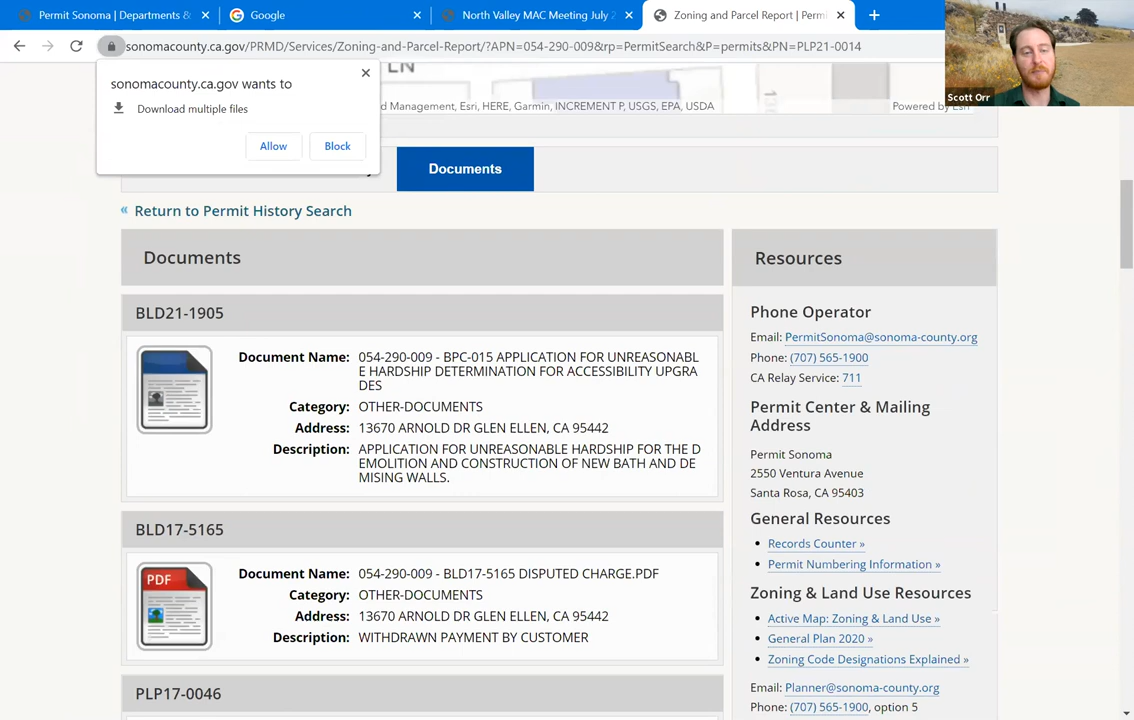 Permit Sonoma | Departments &
Google
North Valley MAC Meeting July 2
Zoning and Parcel Report | Permi
sonomacounty.ca.gov/PRMD/Services/Zoning-and-Parcel-Report/?APN=054-290-009&rp=PermitSearch&P=permits&PN=PLP21-0014
sonomacounty.ca.gov wants to
Download multiple files
Allow
Block
LN
d Management, Esri, HERE, Garmin, INCREMENT P, USGS, EPA, USDA
Powered by Esri
Scott Orr
Documents
« Return to Permit History Search
Documents
BLD21-1905
Document Name: 054-290-009 - BPC-015 APPLICATION FOR UNREASONABL
E HARDSHIP DETERMINATION FOR ACCESSIBILITY UPGRA
DES
Category: OTHER-DOCUMENTS
Address: 13670 ARNOLD DR GLEN ELLEN, CA 95442
Description: APPLICATION FOR UNREASONABLE HARDSHIP FOR THE D
EMOLITION AND CONSTRUCTION OF NEW BATH AND DE
MISING WALLS.
BLD17-5165
PDF
Document Name: 054-290-009 - BLD17-5165 DISPUTED CHARGE.PDF
Category: OTHER-DOCUMENTS
Address: 13670 ARNOLD DR GLEN ELLEN, CA 95442
Description: WITHDRAWN PAYMENT BY CUSTOMER
PLP17-0046
Resources
Phone Operator
Email: PermitSonoma@sonoma-county.org
Phone: (707) 565-1900
CA Relay Service: 711
Permit Center & Mailing
Address
Permit Sonoma
2550 Ventura Avenue
Santa Rosa, CA 95403
General Resources
• Records Counter »
• Permit Numbering Information »
Zoning & Land Use Resources
• Active Map: Zoning & Land Use »
• General Plan 2020 »
• Zoning Code Designations Explained »
Email: Planner@sonoma-county.org
Phone: (707) 565-1900, option 5